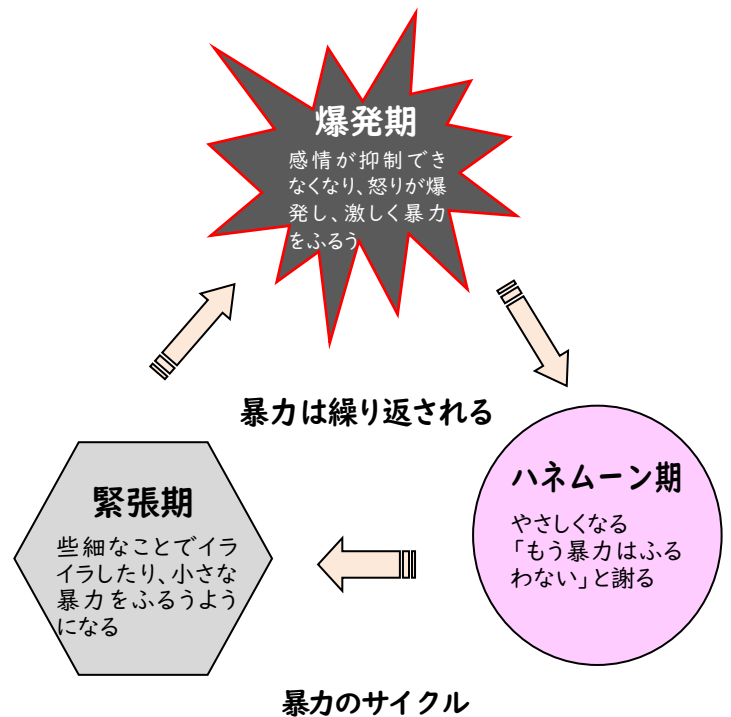 爆発期
感情が抑制でき
なくなり、怒りが爆
発し、激しく暴力
をふるう
暴力は繰り返される
ハネムーン期
やさしくなる
「もう暴力はふる
わない」と謝る
緊張期
些細なことでイラ
イラしたり、小さな
暴力をふるうよう
になる
暴力のサイクル